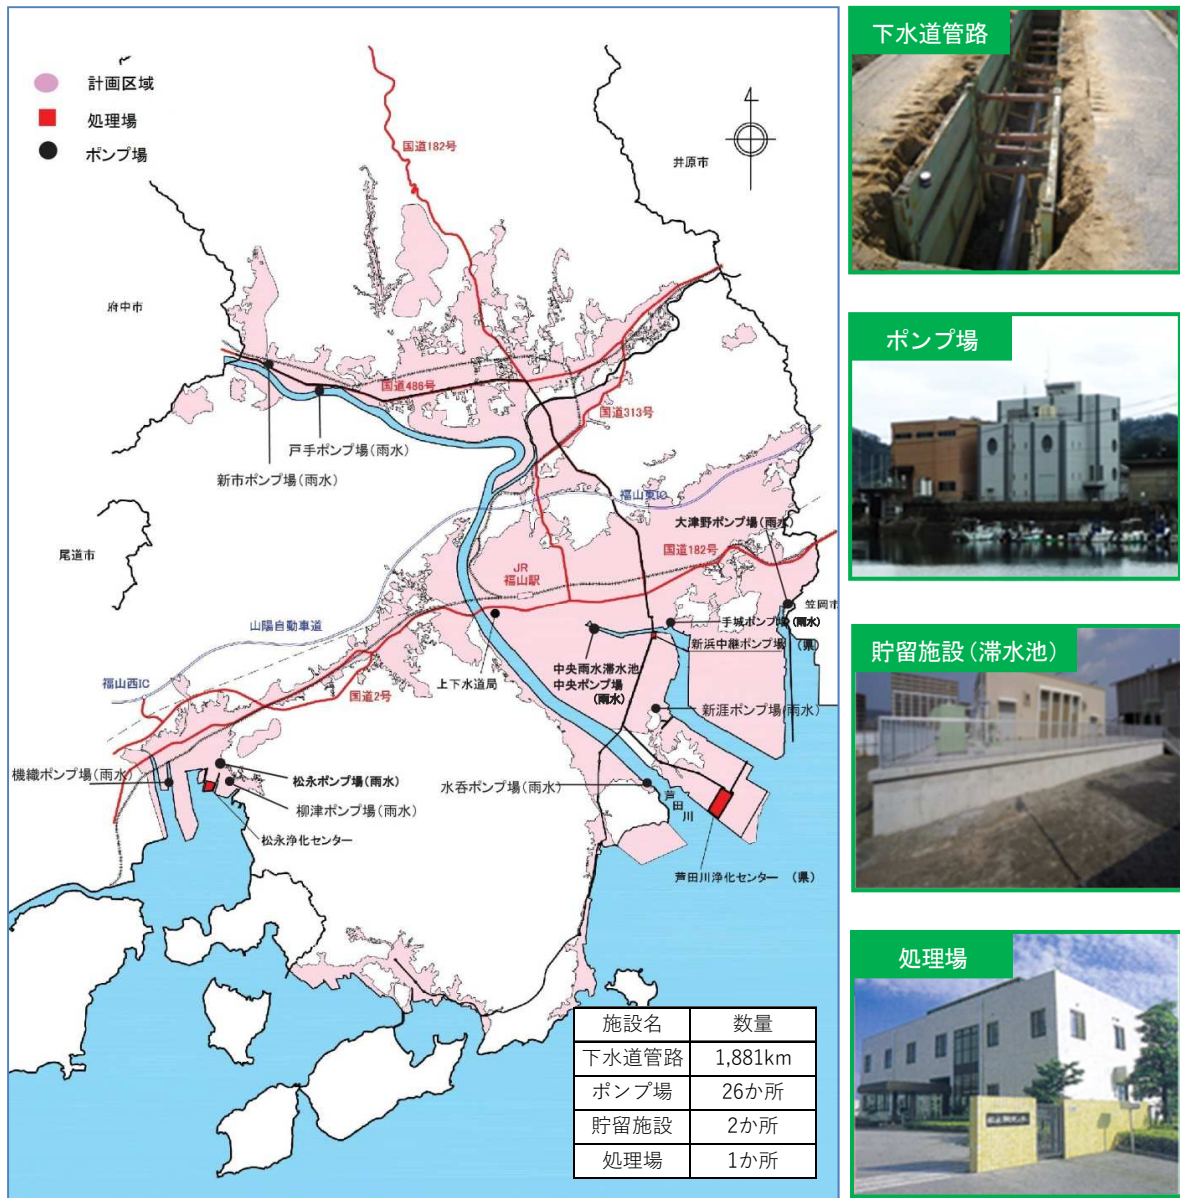 計画区域
処理場
ポンプ場
4
国道182号
井原市
府中市
国道486号
国道313号
戸手ポンプ場(雨水)
新市ポンプ場(雨水)
福山東IC
大津野ポンプ場(雨水)
尾道市
国道182号
JR
福山駅
笠岡市
山陽自動車道
手城ポンプ場(雨水)
新浜中継ポンプ場 (県)
中央雨水滞水池
中央ポンプ場
(雨水)
福山西IC
上下水道局
国道2号
新涯ポンプ場(雨水)
機織ポンプ場(雨水)
松永ポンプ場(雨水)
水呑ポンプ場(雨水)
柳津ポンプ場(雨水)
芦田川
松永浄化センター
芦田川浄化センター (県)
施設名 数量
下水道管路 1,881km
ポンプ場 26か所
貯留施設 2か所
処理場 1か所
下水道管路
ポンプ場
貯留施設(滞水池)
処理場